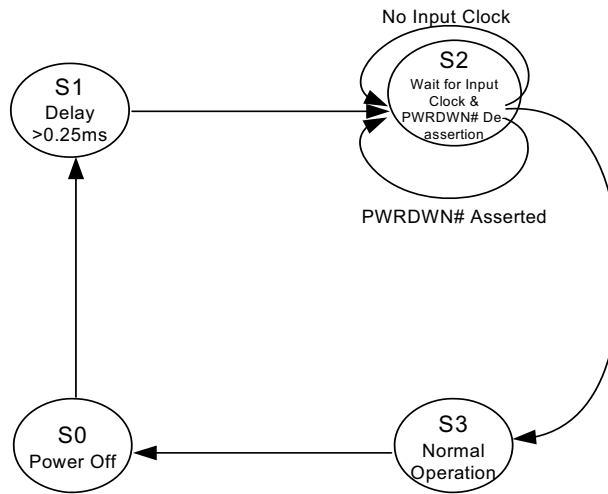 No Input Clock
S1
Delay
>0.25ms
S2
Wait for Input
Clock &
PWRDWN# De-
assertion
PWRDWN# Asserted
S0
Power Off
S3
Normal
Operation